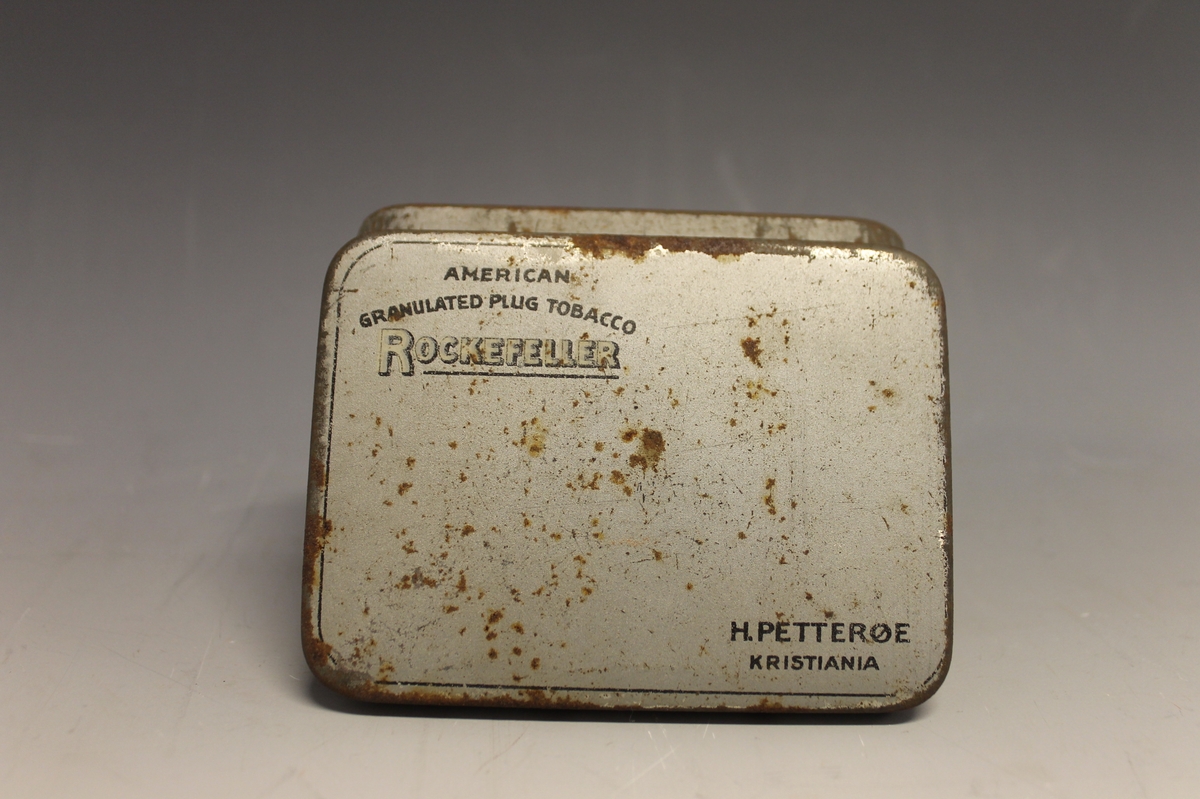 AMERICAN
GRANULATED PLUG TOBACCO
ROCKEFELLER
H. PETTERØE
KRISTIANIA